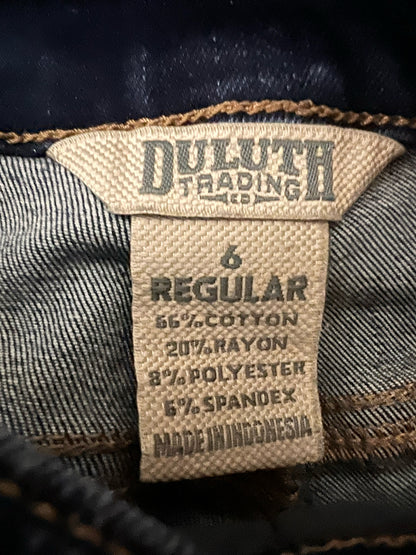 DULUTH
TRADING
CO
6
REGULAR
66% COTTON
20% RAYON
8% POLYESTER
6% SPANDEX
MADE IN INDONESIA